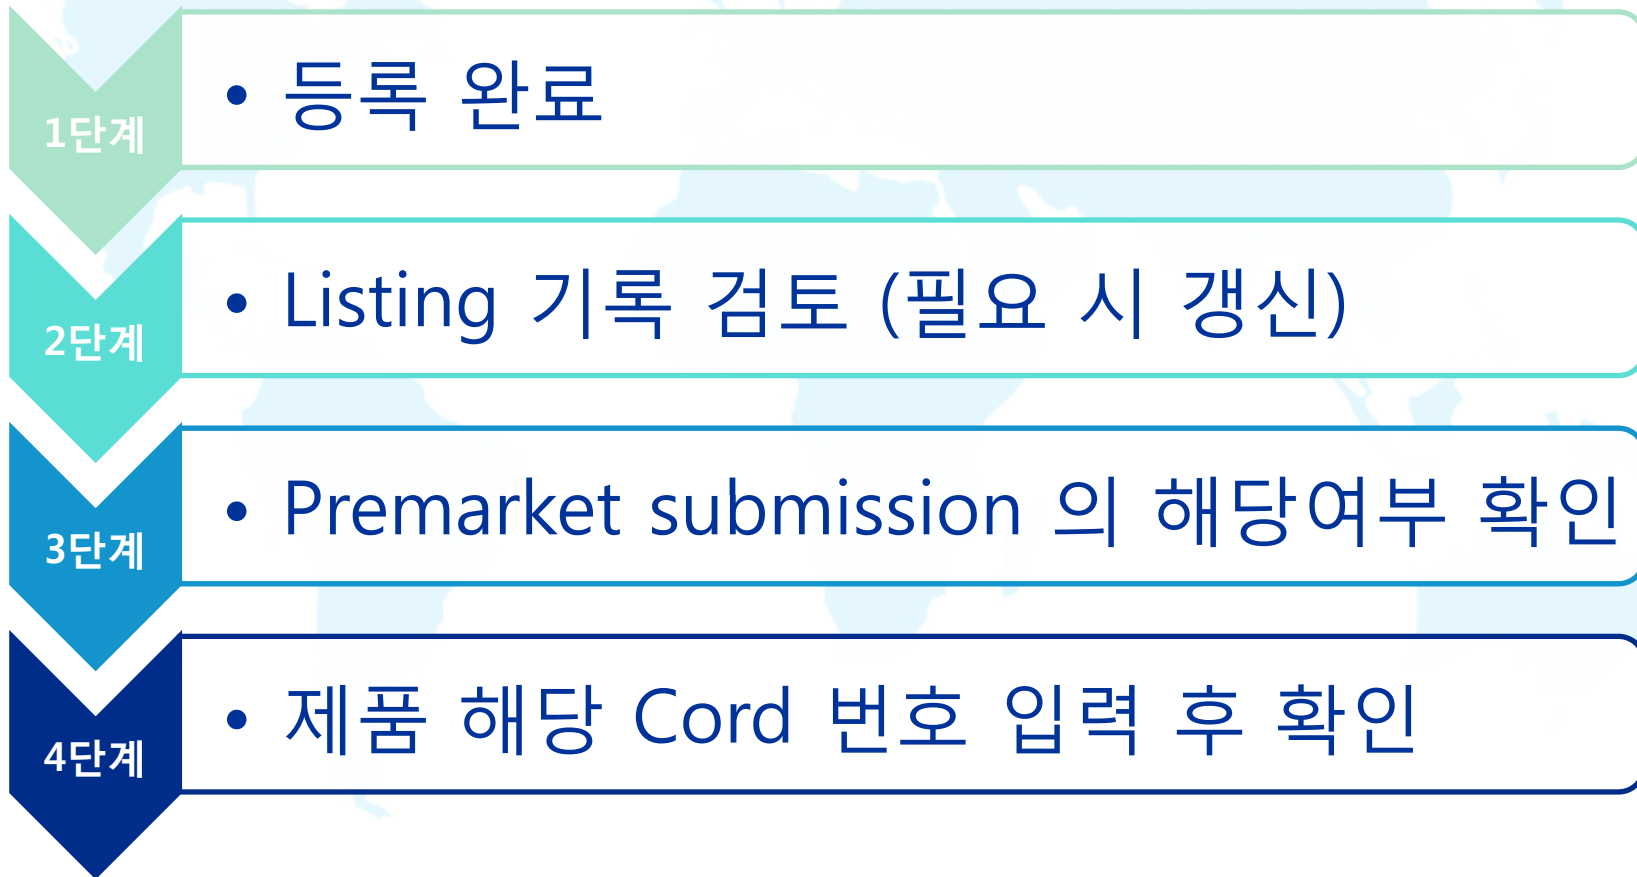 1단계
• 등록 완료
2단계
• Listing 기록 검토 (필요 시 갱신)
3단계
• Premarket submission 의 해당여부 확인
4단계
• 제품 해당 Cord 번호 입력 후 확인